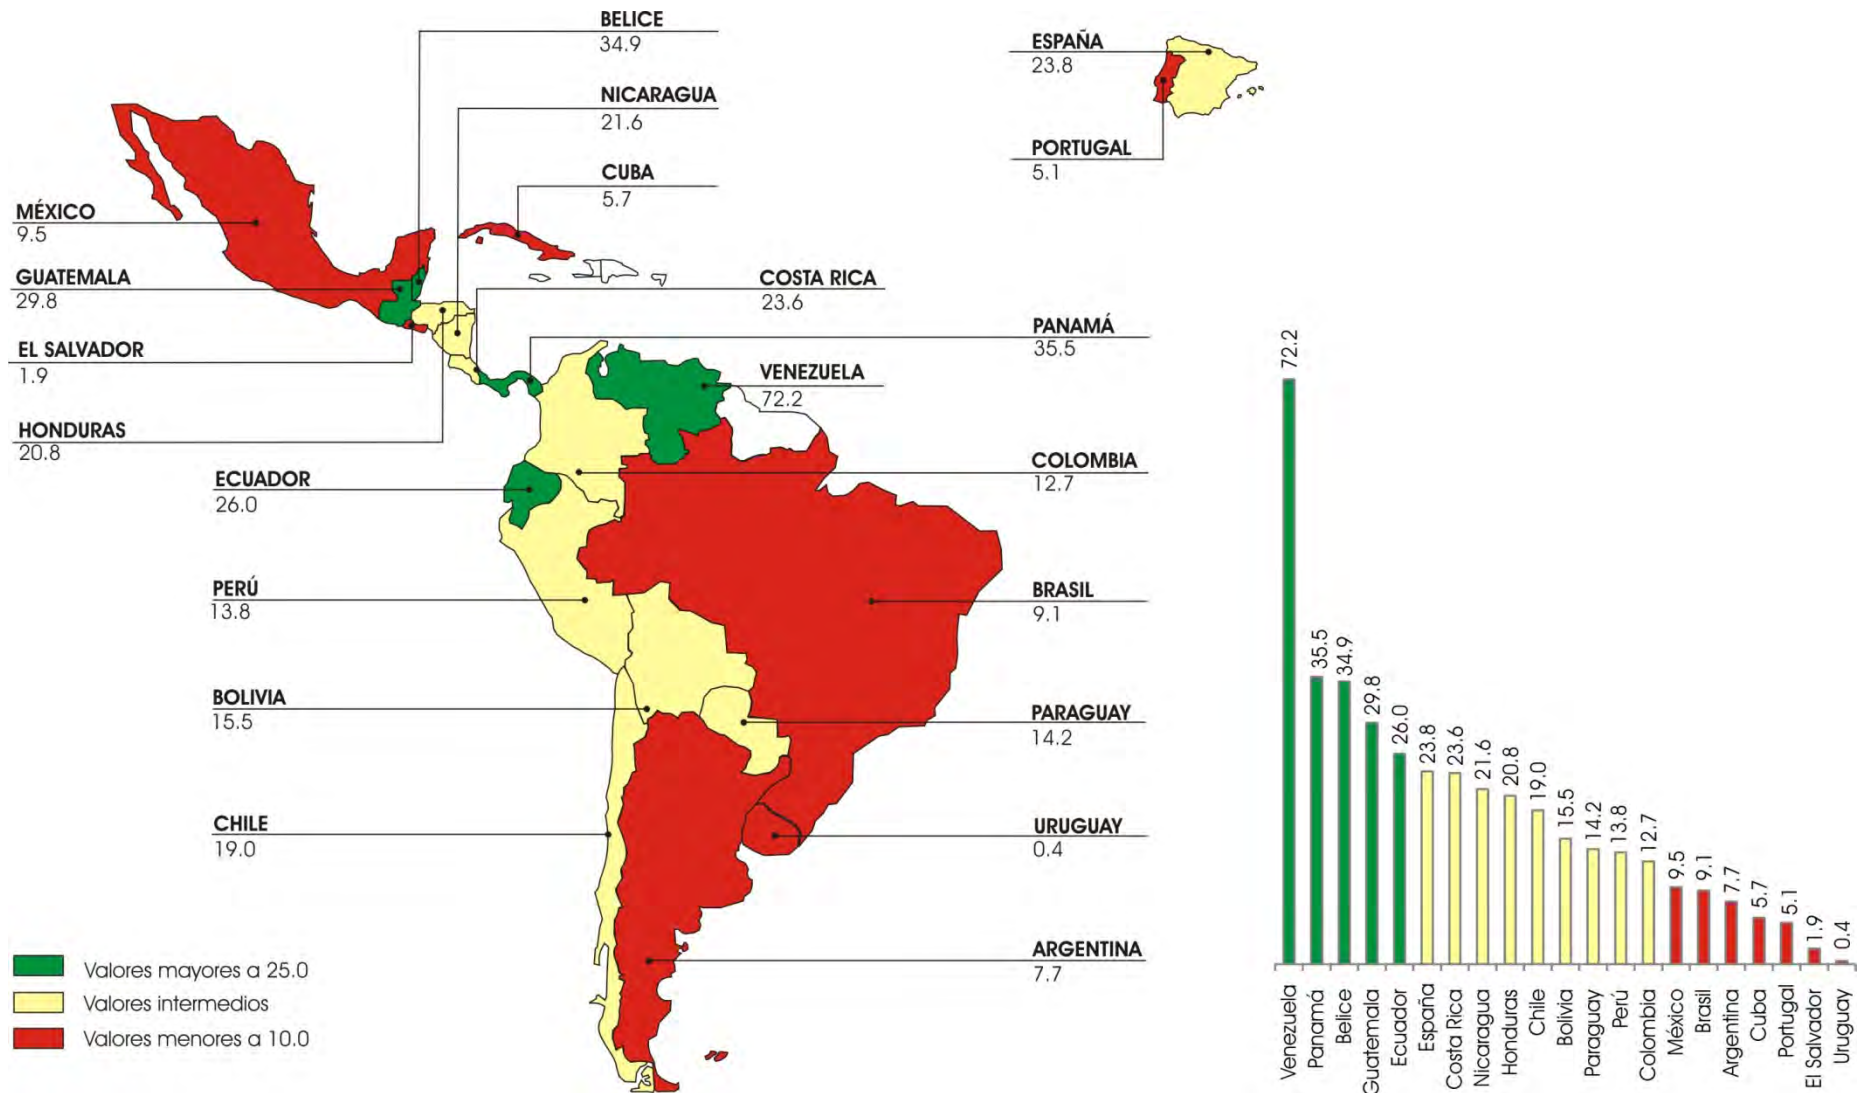 BELICE
34.9
NICARAGUA
21.6
CUBA
5.7
ESPAÑA
23.8
PORTUGAL
5.1
MÉXICO
9.5
GUATEMALA
29.8
EL SALVADOR
1.9
HONDURAS
20.8
COSTA RICA
23.6
PANAMÁ
35.5
VENEZUELA
72.2
COLOMBIA
12.7
ECUADOR
26.0
PERÚ
13.8
BRASIL
9.1
BOLIVIA
15.5
PARAGUAY
14.2
CHILE
19.0
URUGUAY
0.4
ARGENTINA
7.7
Valores mayores a 25.0
Valores intermedios
Valores menores a 10.0
72.2
35.5
34.9
29.8
26.0
23.8
23.6
21.6
20.8
19.0
15.5
14.2
13.8
12.7
9.5
9.1
7.7
5.7
5.1
1.9
0.4
Venezuela
Panamá
Belice
Guatemala
Ecuador
España
Costa Rica
Nicaragua
Honduras
Chile
Bolivia
Paraguay
Perú
Colombia
México
Brasil
Argentina
Cuba
Portugal
El Salvador
Uruguay